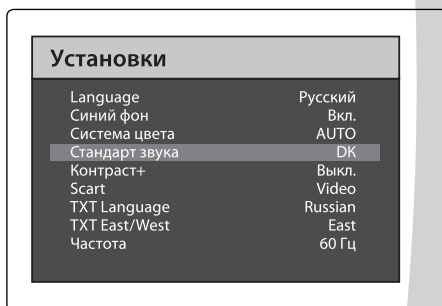 Установки
Language Русский
Синий фон Вкл.
Система цвета AUTO
Стандарт звука DK
Контраст+ Выкл.
Scart Video
TXT Language Russian
TXT East/West East
Частота 60 Гц